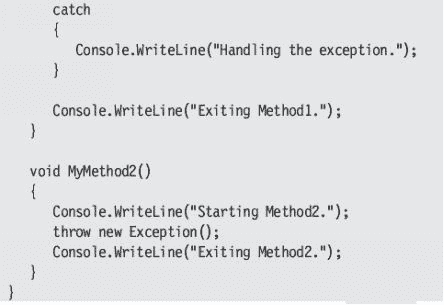 catch
{
Console.WriteLine("Handling the exception.");
}
Console.WriteLine("Exiting Method1.");
}
void MyMethod2()
{
Console.WriteLine("Starting Method2.");
throw new Exception();
Console.WriteLine("Exiting Method2.");
}
}